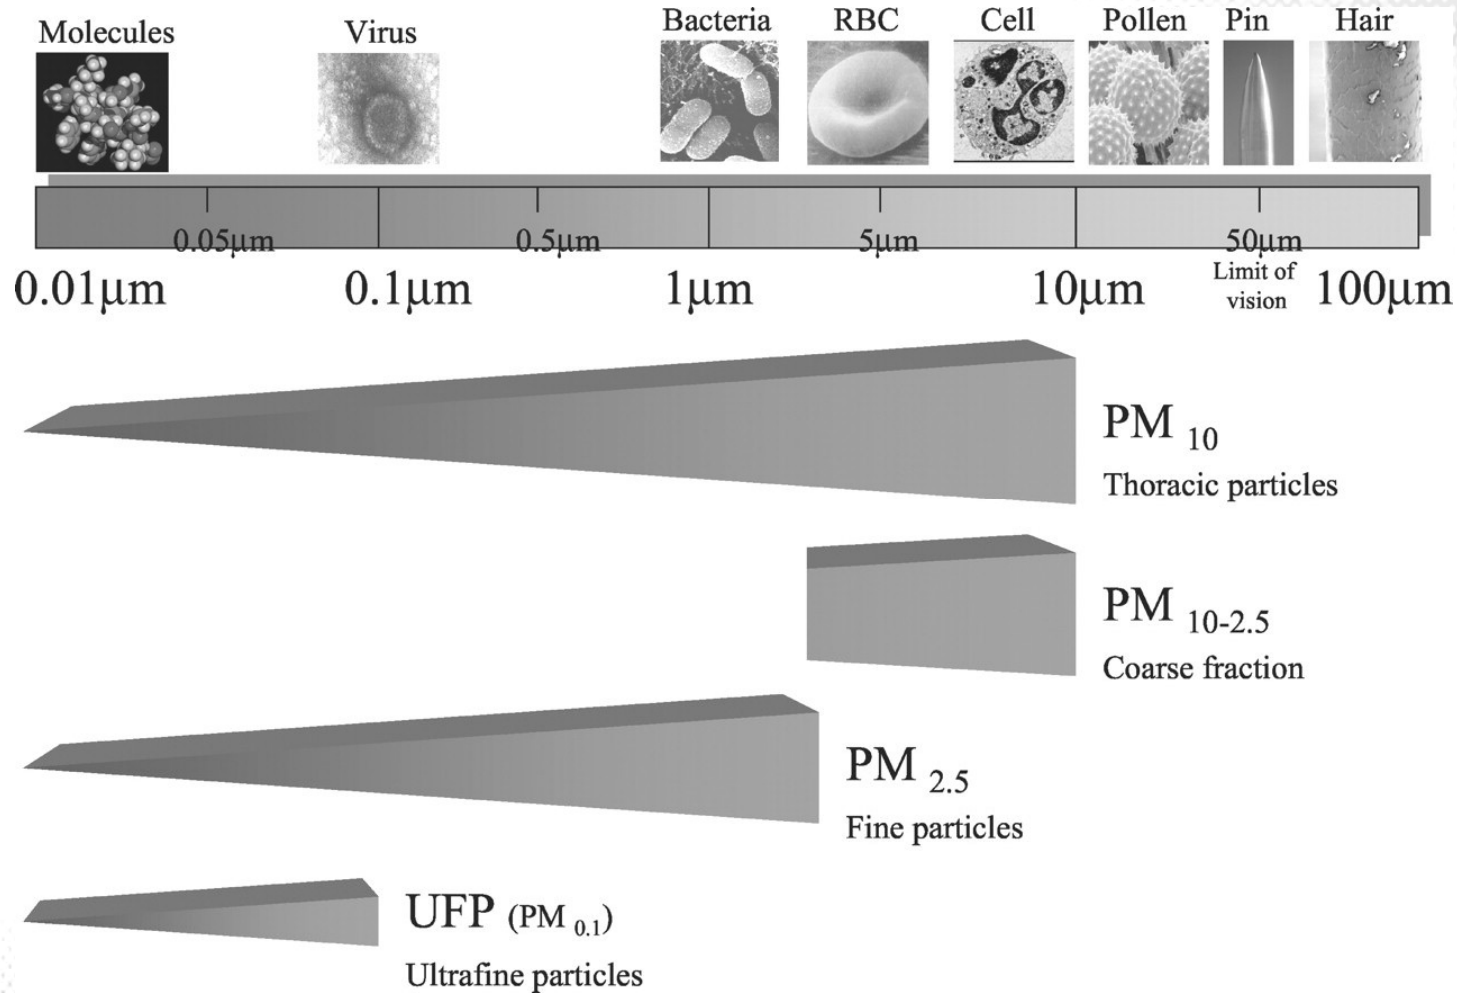 Molecules
Virus
Bacteria
RBC
Cell
Pollen
Pin
Hair
0.05μm
0.5μm
5μm
50μm
0.01μm
0.1μm
1μm
10μm
Limit of
vision
100μm
PM 10
Thoracic particles
PM 10-2.5
Coarse fraction
PM 2.5
Fine particles
UFP (PM 0.1)
Ultrafine particles